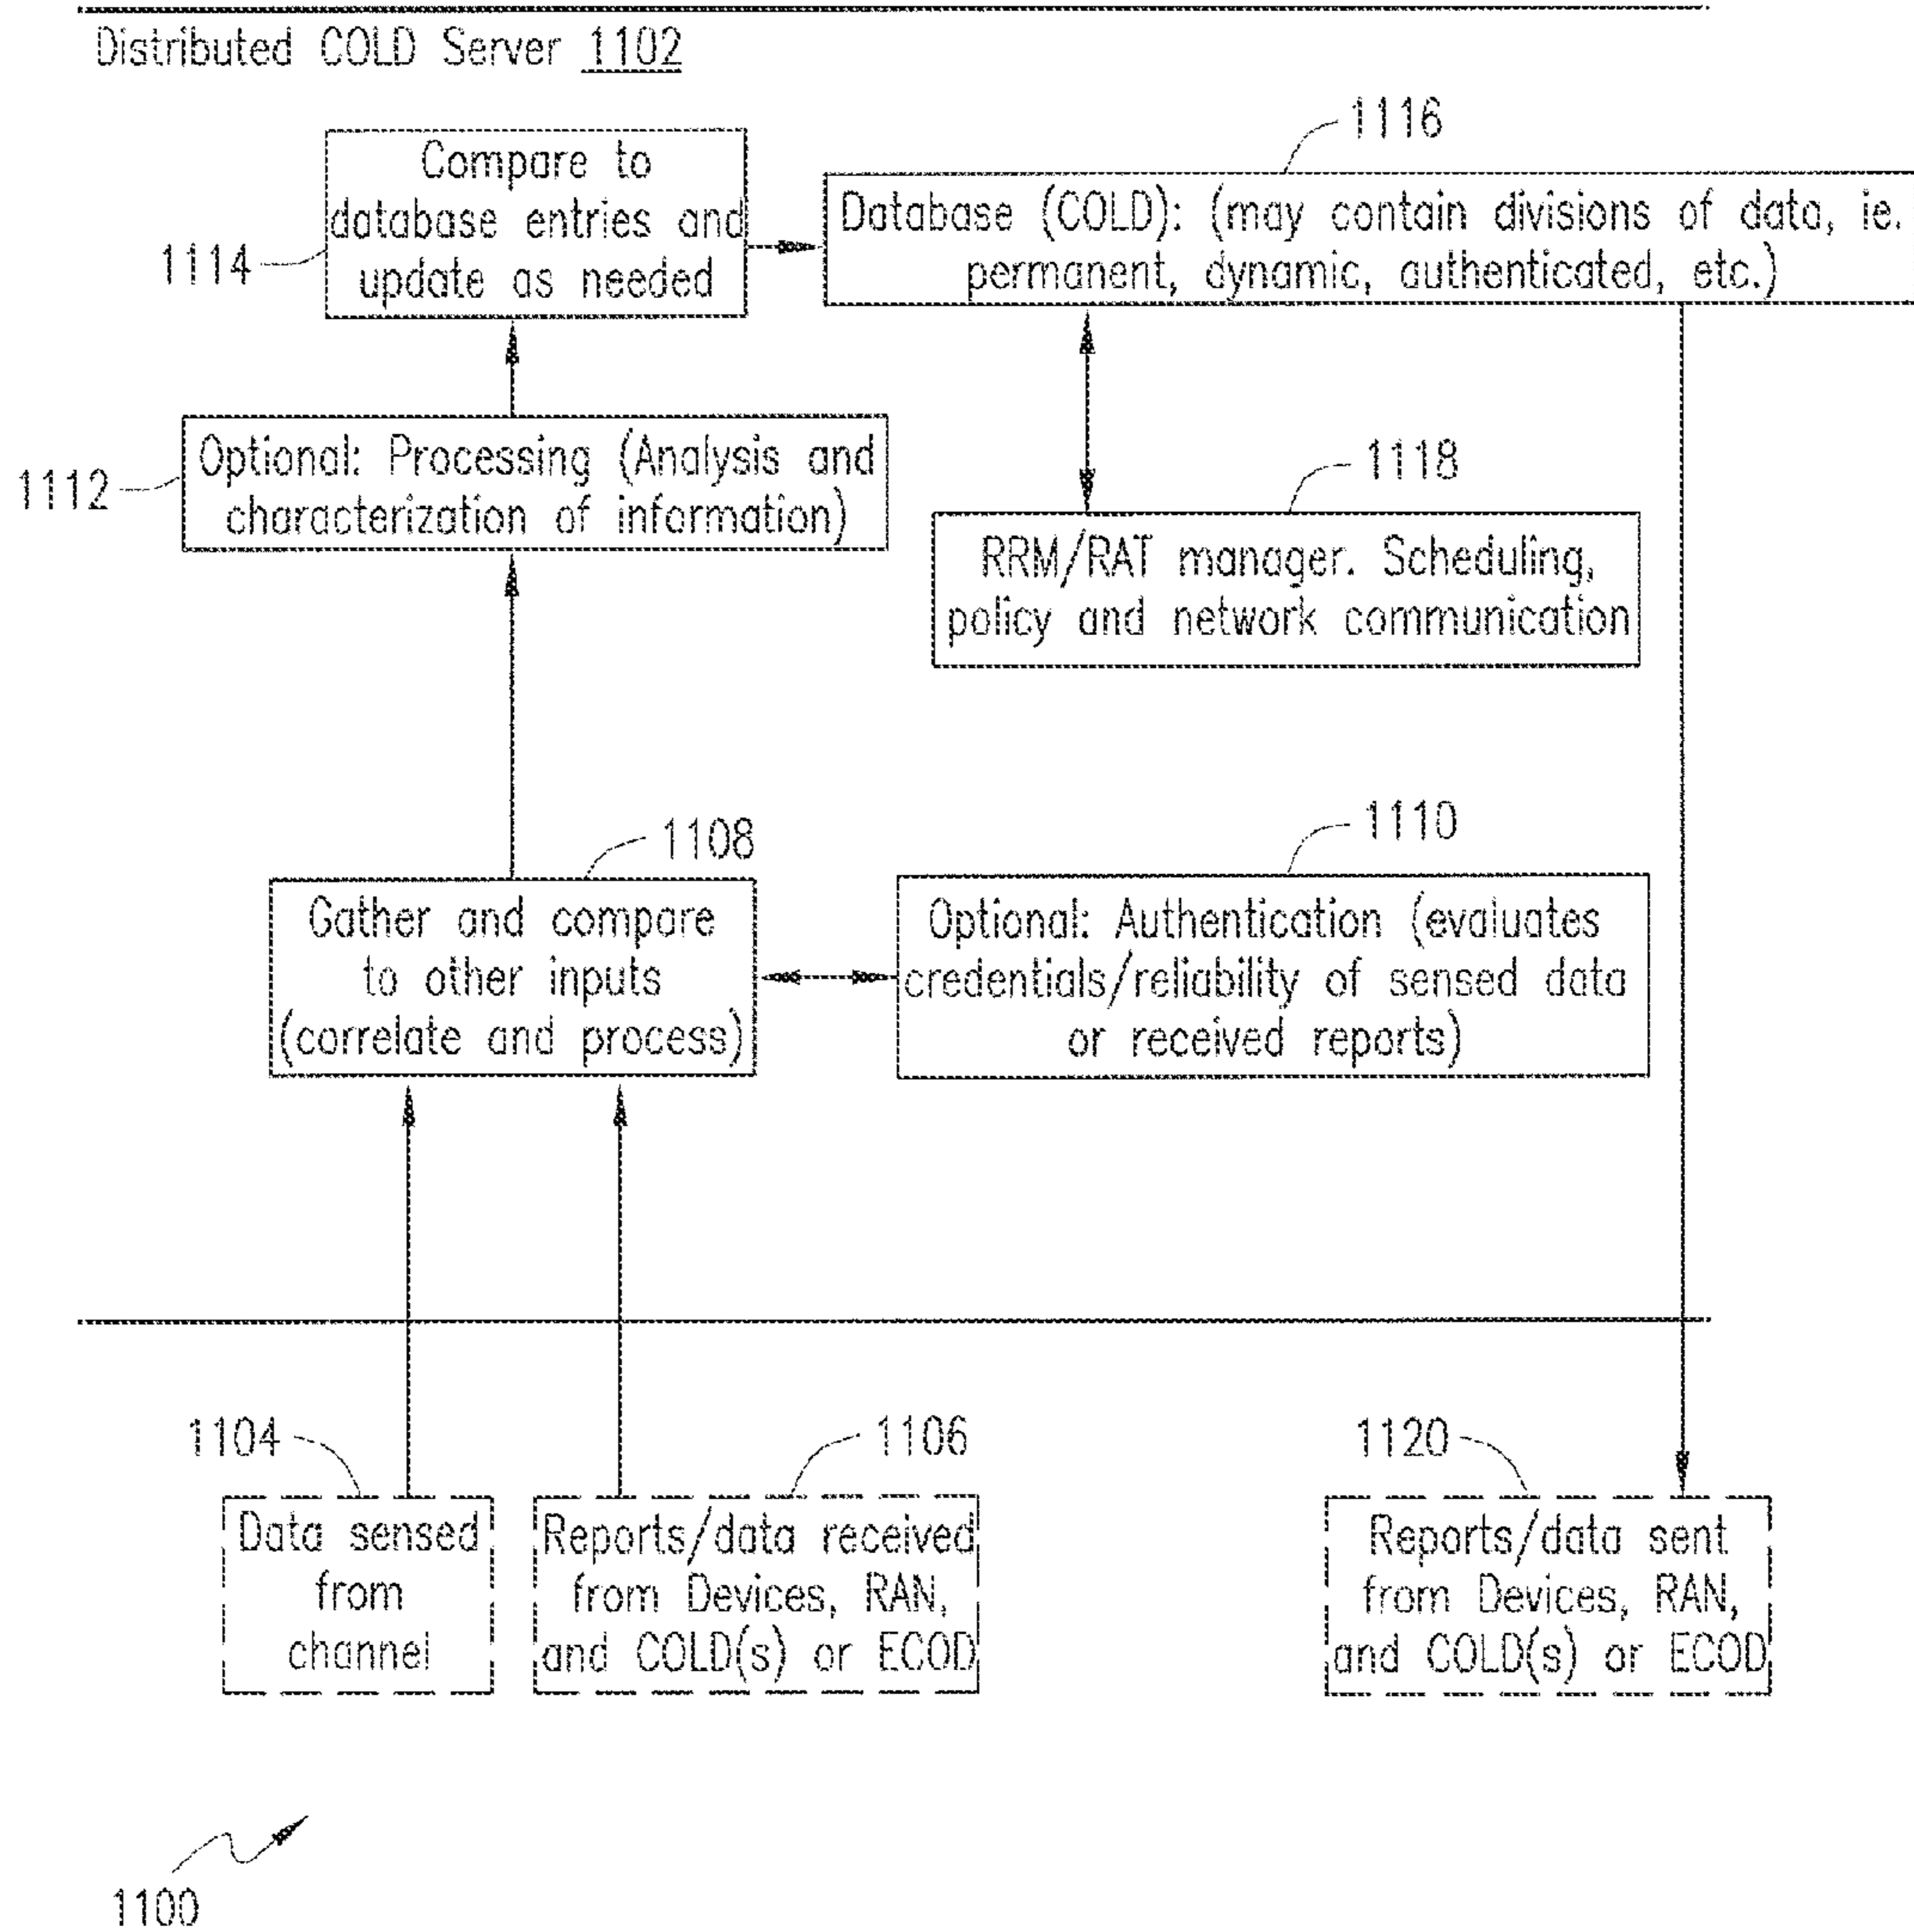 Distributed COLD Server 1102
1116
Compare to
database entries and
update as needed
1114
Database (COLD): (may contain divisions of data, ie.
permanent, dynamic, authenticated, etc.)
Optional: Processing (Analysis and
characterization of information)
1112
1118
RRM/RAT manager. Scheduling,
policy and network communication
1108
Gather and compare
to other inputs
(correlate and process)
1110
Optional: Authentication (evaluates
credentials/reliability of sensed data
or received reports)
1104
Data sensed
from
channel
1106
Reports/data received
from Devices, RAN,
and COLD(s) or ECOD
1120
Reports/data sent
from Devices, RAN,
and COLD(s) or ECOD
1100